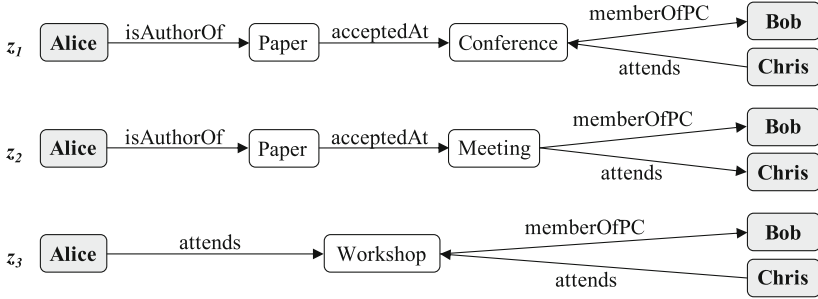 memberOfPC
Bob
z1 Alice isAuthorOf Paper acceptedAt Conference
attends Chris
memberOfPC Bob
z2 Alice isAuthorOf Paper acceptedAt Meeting
attends Chris
memberOfPC Bob
z3 Alice attends Workshop
attends Chris